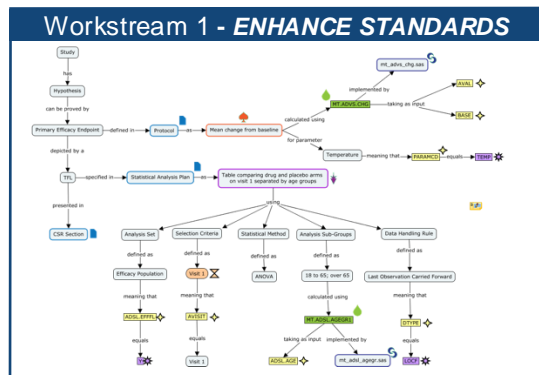 Workstream 1 - ENHANCE STANDARDS
Study
has
Hypothesis
can be proved by
Primary Efficacy Endpoint
defined in
Protocol
as
Mean change from baseline
calculated using
MT.ADVS.CHG
implemented by
mt_advs_chg.sas
taking as input
AVAL
BASE
for parameter
Temperature
meaning that
PARAMCD
equals
TEMP
depicted by a
TFL
specified in
Statistical Analysis Plan
as
Table comparing drug and placebo arms
on visit 1 separated by age groups
presented in
CSR Section
using
Analysis Set
Selection Criteria
Statistical Method
Analysis Sub-Groups
Data Handling Rule
defined as
defined as
defined as
defined as
defined as
Efficacy Population
Visit 1
ANOVA
18 to 65; over 65
Last Observation Carried Forward
meaning that
meaning that
calculated using
meaning that
ADSL.EFFFL
AVISIT
MT.ADSL.AGEGR1
DTYPE
equals
equals
taking as input
implemented by
equals
Visit 1
ADSL.AGE
mt_adsl_agegr.sas
LOCF